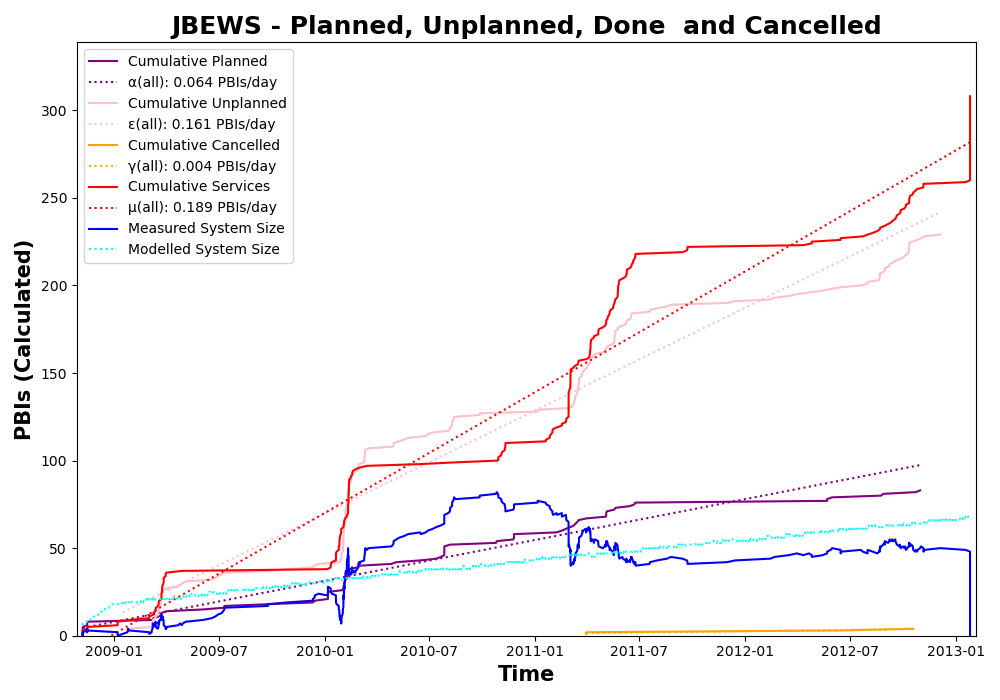 JBEWS - Planned, Unplanned, Done  and Cancelled
Cumulative Planned
α(all): 0.064 PBIs/day
Cumulative Unplanned
ε(all): 0.161 PBIs/day
Cumulative Cancelled
γ(all): 0.004 PBIs/day
Cumulative Services
μ(all): 0.189 PBIs/day
Measured System Size
Modelled System Size
PBIs (Calculated)
300
250
200
150
100
50
0
2009-01 2009-07 2010-01 2010-07 2011-01 2011-07 2012-01 2012-07 2013-01
Time